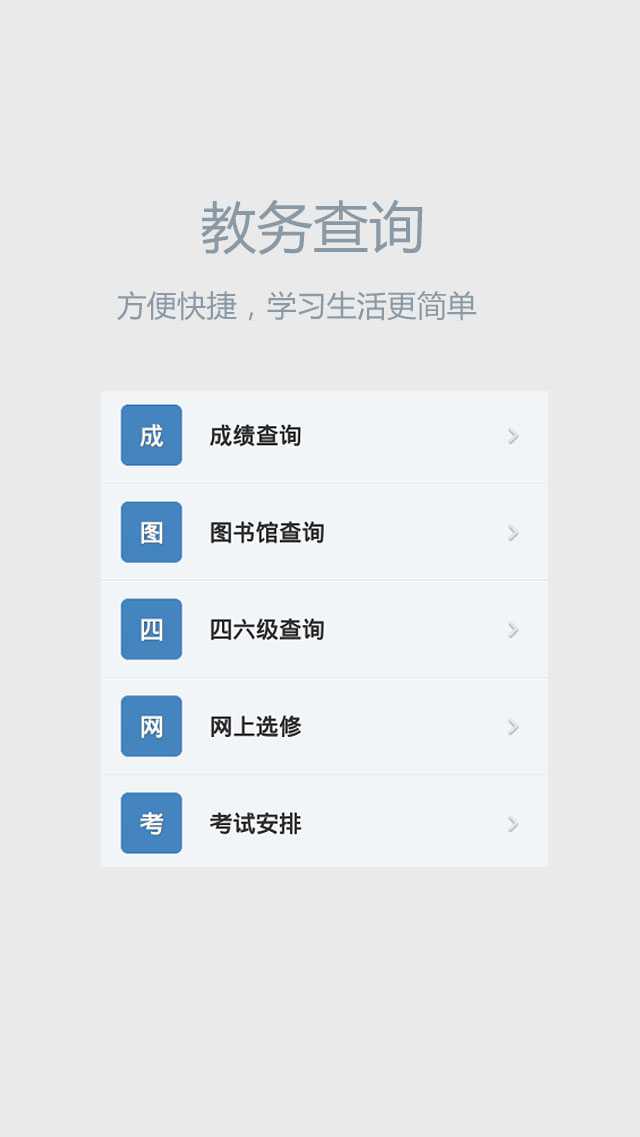 教务查询
方便快捷，学习生活更简单
成 成绩查询
图 图书馆查询
四 四六级查询
网 网上选修
考 考试安排